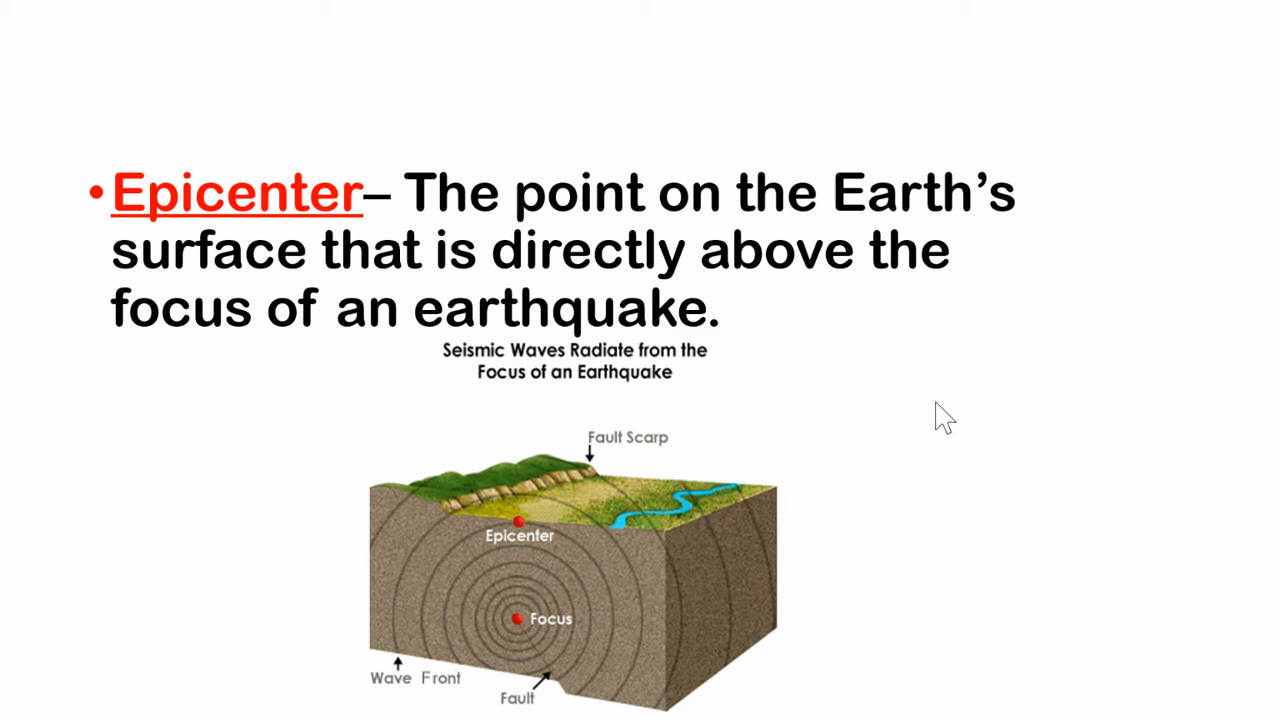 •Epicenter– The point on the Earth’s
surface that is directly above the
focus of an earthquake.
Seismic Waves Radiate from the
Focus of an Earthquake
Fault Scarp
Epicenter
Focus
Wave Front
Fault